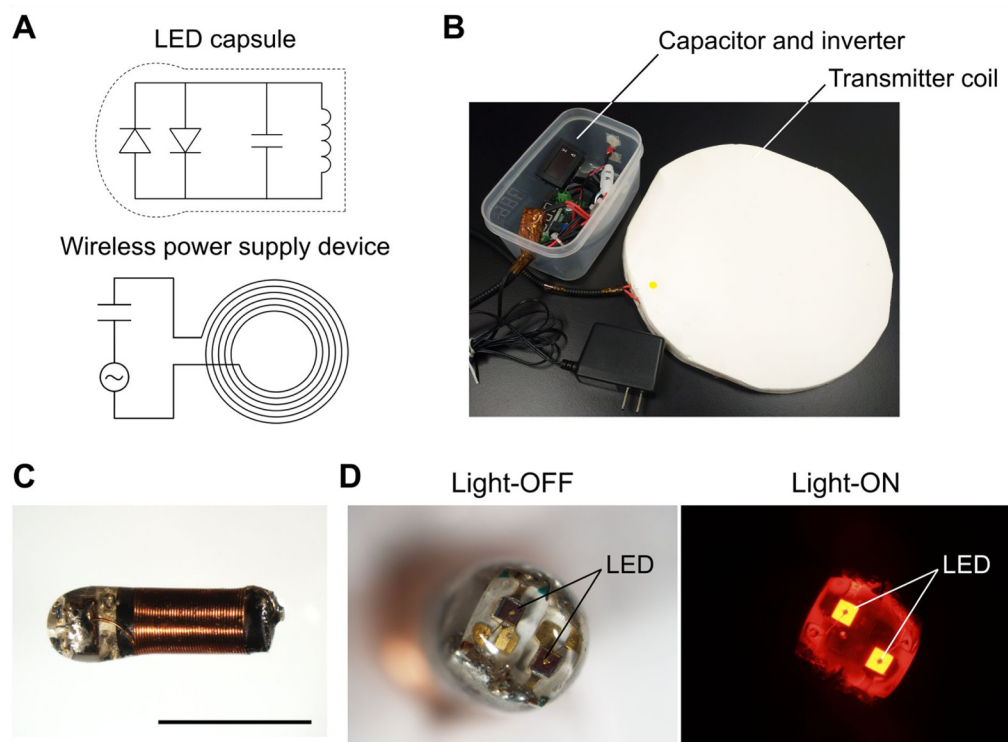 A
LED capsule
Wireless power supply device
B
Capacitor and inverter
Transmitter coil
C
D
Light-OFF
LED
Light-ON
LED